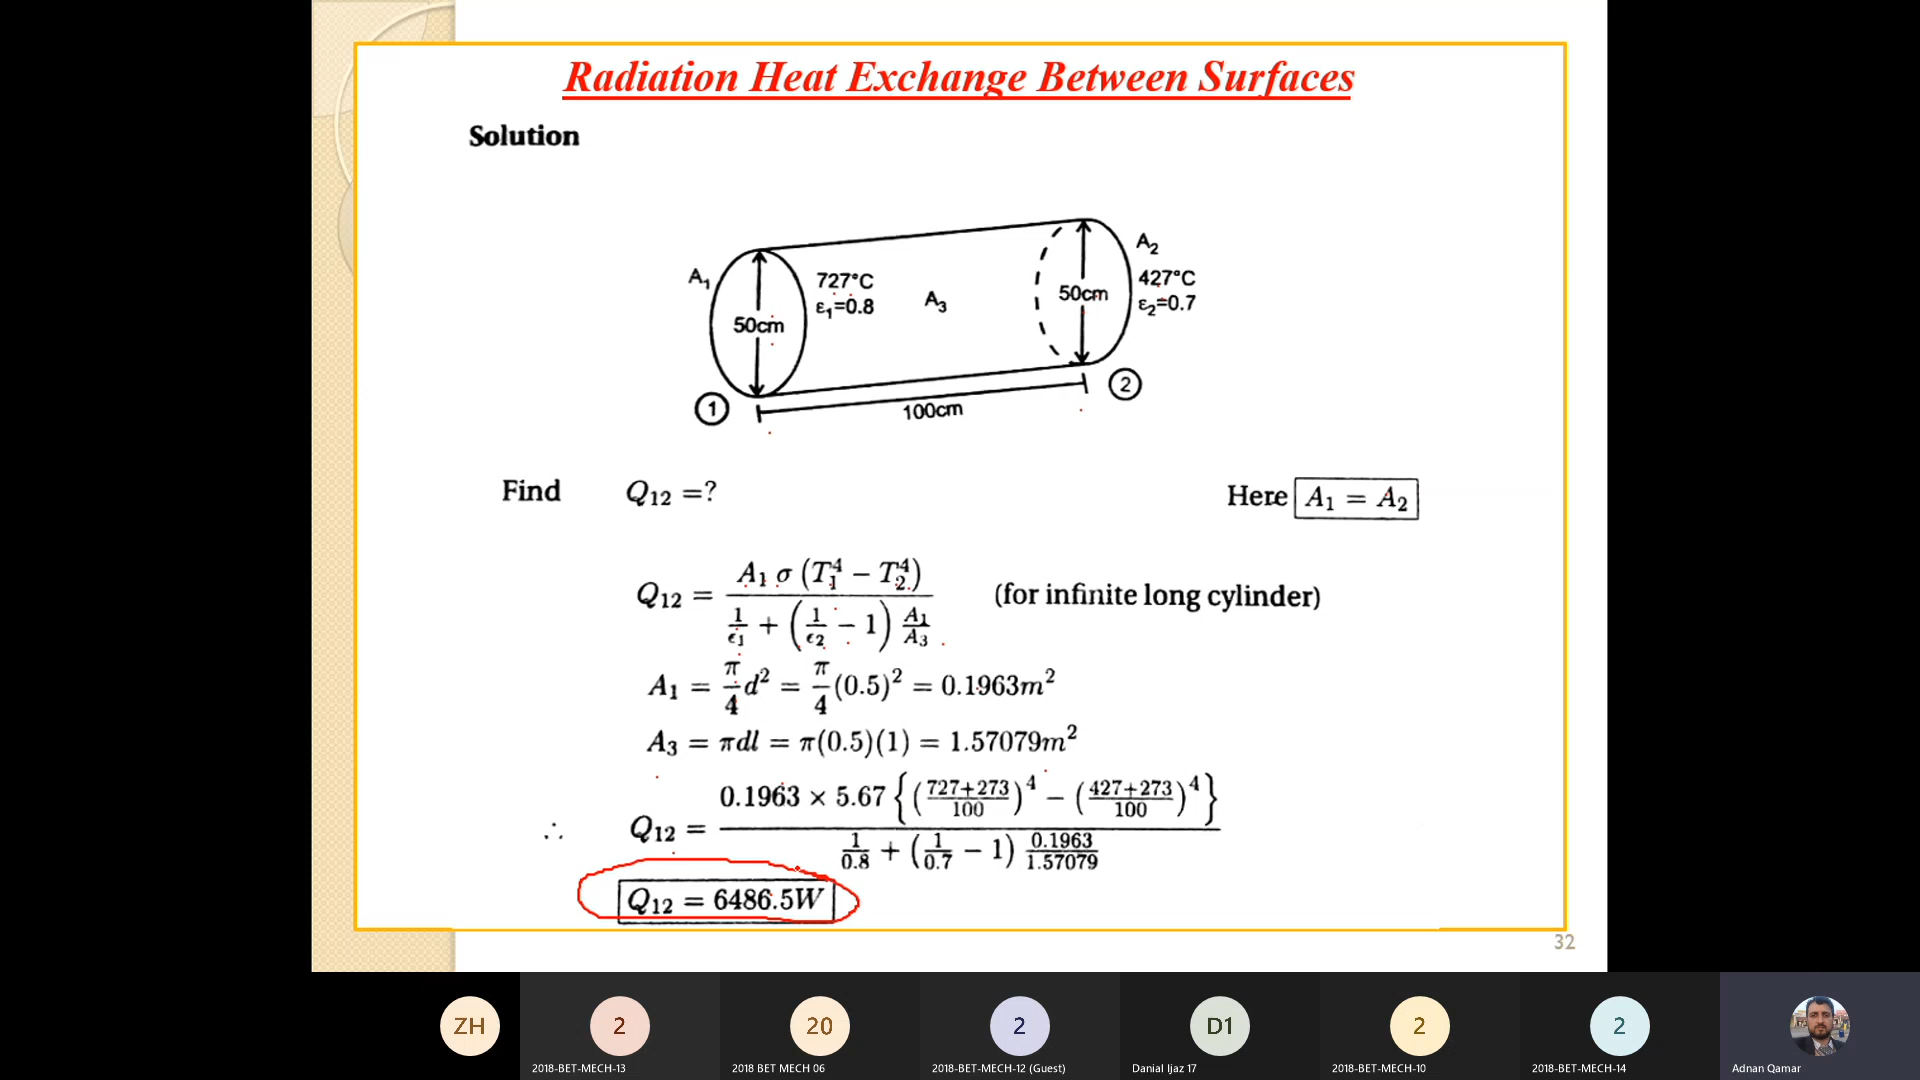 Radiation Heat Exchange Between Surfaces
Solution
A₁
50cm
727°C
ε₁=0.8
A₃
50cm
A₂
427°C
ε₂=0.7
①
100cm
②
Find Q₁₂ =? Here A₁ = A₂
Q₁₂ = A₁ σ (T₁⁴ − T₂⁴) / (1/ϵ₁ + (1/ϵ₂ − 1) A₁/A₃) (for infinite long cylinder)
A₁ = π/4 d² = π/4 (0.5)² = 0.1963m²
A₃ = πdl = π(0.5)(1) = 1.57079m²
∴ Q₁₂ = 0.1963 × 5.67 {((727+273)/100)⁴ − ((427+273)/100)⁴} / (1/0.8 + (1/0.7 − 1) 0.1963/1.57079)
Q₁₂ = 6486.5W
32
ZH
2
20
2
D1
2
2
2018-BET-MECH-13
2018 BET MECH 06
2018-BET-MECH-12 (Guest)
Danial Ijaz 17
2018-BET-MECH-10
2018-BET-MECH-14
Adnan Qamar